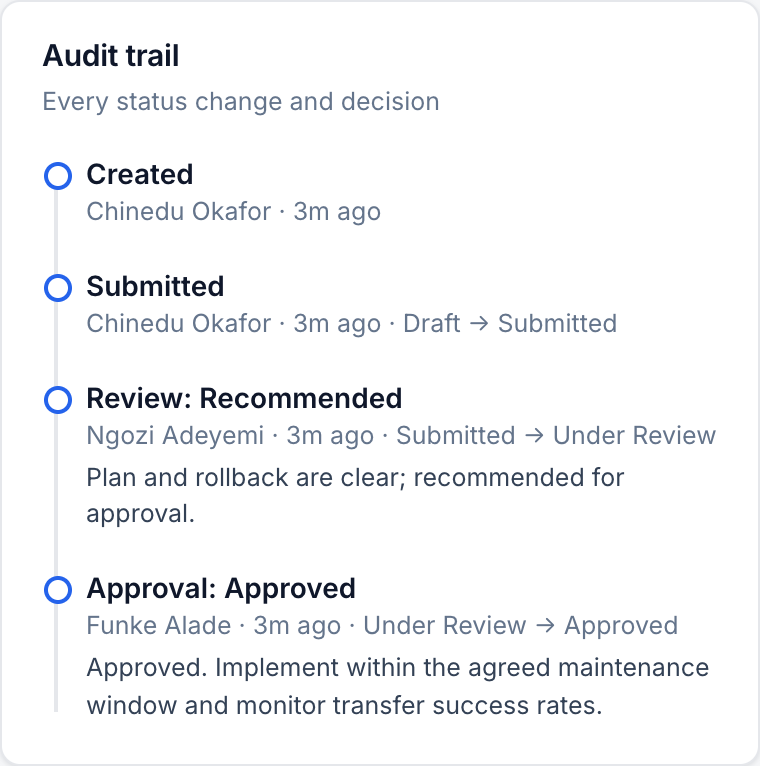 Audit trail
Every status change and decision
Created
Chinedu Okafor · 3m ago
Submitted
Chinedu Okafor · 3m ago · Draft → Submitted
Review: Recommended
Ngozi Adeyemi · 3m ago · Submitted → Under Review
Plan and rollback are clear; recommended for
approval.
Approval: Approved
Funke Alade · 3m ago · Under Review → Approved
Approved. Implement within the agreed maintenance
window and monitor transfer success rates.